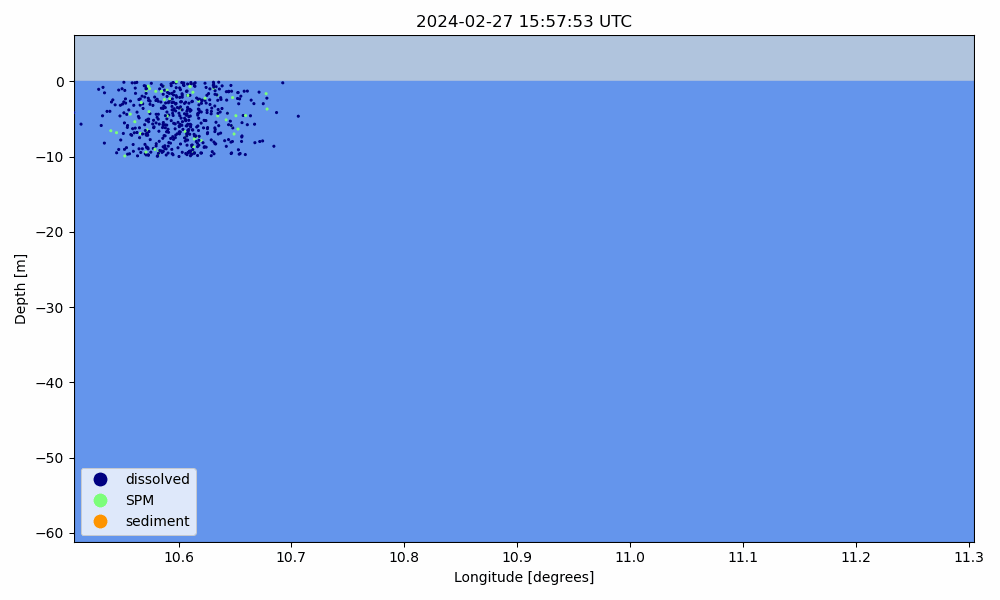 2024-02-27 15:57:53 UTC
0
−10
−20
−30
−40
−50
−60
Depth [m]
dissolved
SPM
sediment
10.6 10.7 10.8 10.9 11.0 11.1 11.2 11.3
Longitude [degrees]